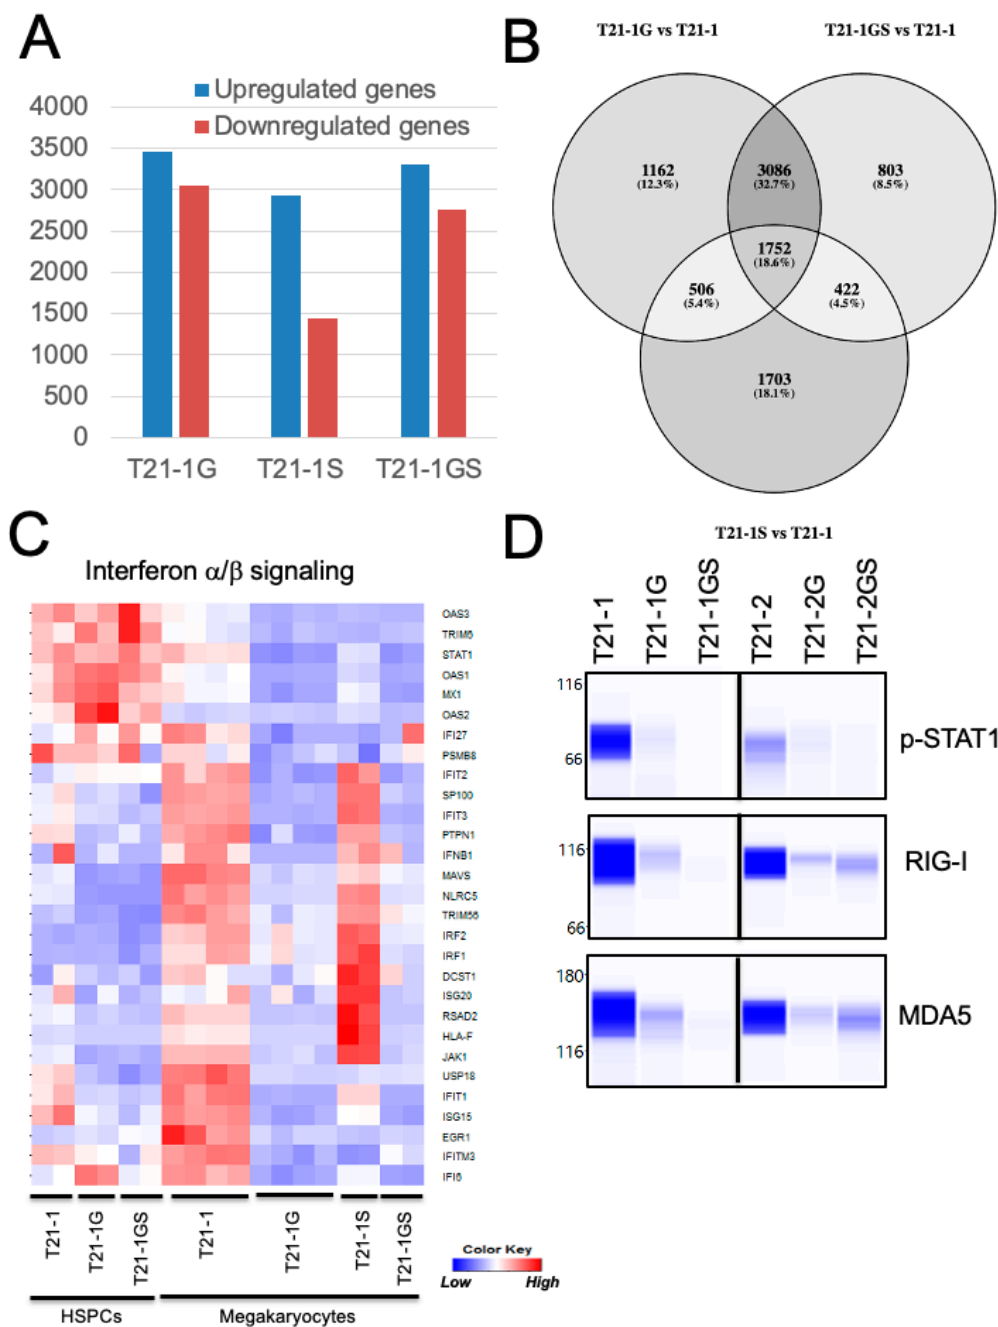 A
Upregulated genes
Downregulated genes
4000
3500
3000
2500
2000
1500
1000
500
0
T21-1G
T21-1S
T21-1GS
B
T21-1G vs T21-1
T21-1GS vs T21-1
1162
(12.3%)
3086
(32.7%)
803
(8.5%)
1752
(18.6%)
506
(5.4%)
422
(4.5%)
1703
(18.1%)
T21-1S vs T21-1
C
Interferon α/β signaling
OAS3
TRIM6
STAT1
OAS1
MX1
OAS2
IFI27
PSMB8
IFIT2
SP100
IFIT3
PTPN1
IFNB1
MAVS
NLRC5
TRIM56
IRF2
IRF1
DCST1
ISG20
RSAD2
HLA-F
JAK1
USP18
IFIT1
ISG15
EGR1
IFITM3
IFI6
T21-1
T21-1G
T21-1GS
T21-1
T21-1G
T21-1S
T21-1GS
HSPCs
Megakaryocytes
Color Key
Low
High
D
T21-1
T21-1G
T21-1GS
T21-2
T21-2G
T21-2GS
116
66
p-STAT1
116
66
RIG-I
180
116
MDA5